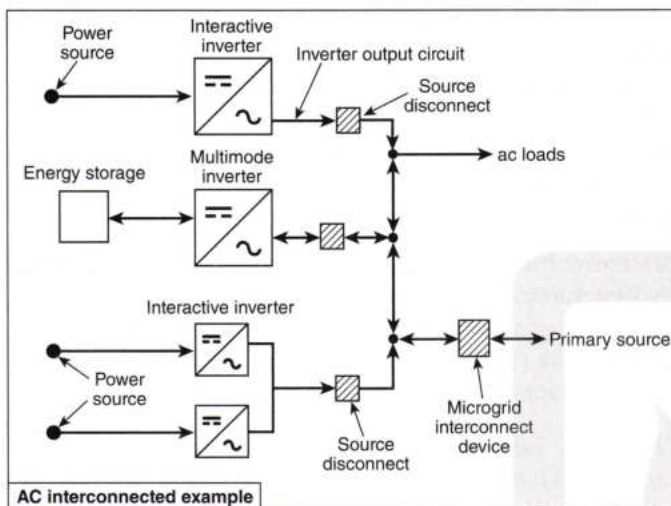 Power
source
Interactive
inverter
Inverter output circuit
Source
disconnect
ac loads
Energy storage
Multimode
inverter
Interactive inverter
Power
source
Source
disconnect
Primary source
Microgrid
interconnect
device
AC interconnected example